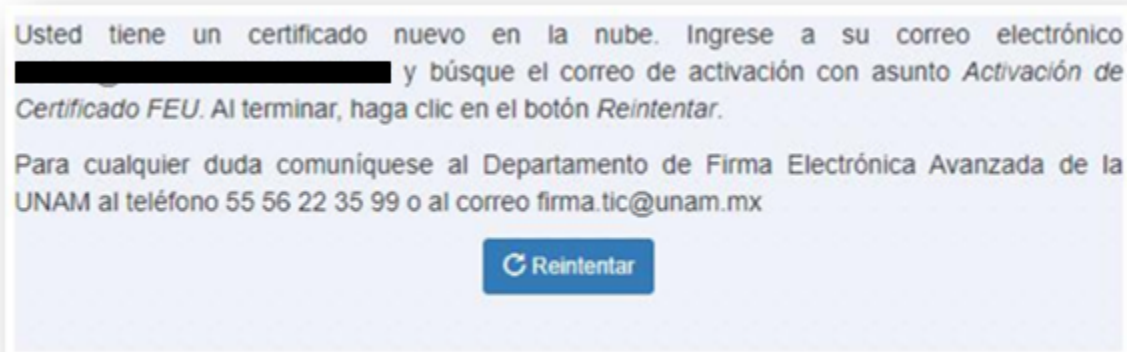 Usted tiene un certificado nuevo en la nube. Ingrese a su correo electrónico
y búsque el correo de activación con asunto Activación de
Certificado FEU. Al terminar, haga clic en el botón Reintentar.
Para cualquier duda comuníquese al Departamento de Firma Electrónica Avanzada de la
UNAM al teléfono 55 56 22 35 99 o al correo firma.tic@unam.mx
Reintentar